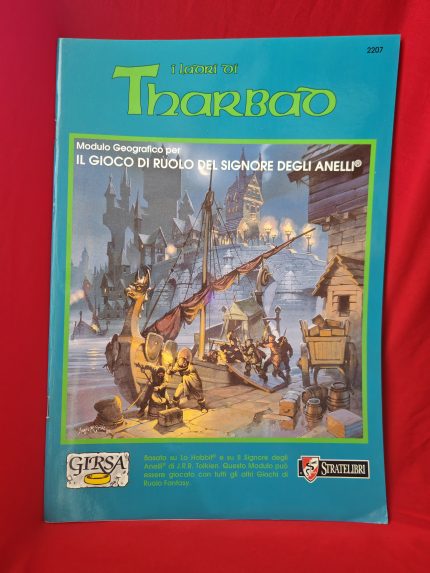 2207
i ladri di
Tharbad
Modulo Geografico per
IL GIOCO DI RUOLO DEL SIGNORE DEGLI ANELLI®
GIRSA
Basato su Lo Hobbit® e su Il Signore degli
Anelli® di J.R.R. Tolkien. Questo Modulo può
essere giocato con tutti gli altri Giochi di
Ruolo Fantasy.
STRATELIBRI